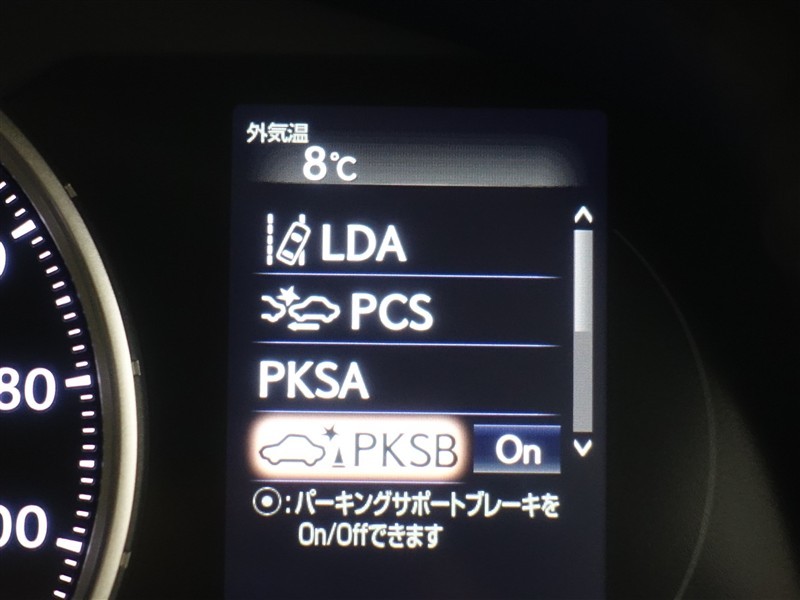 外気温
8℃
LDA
PCS
PKSA
PKSB On
⦿:パーキングサポートブレーキを
On/Offできます
80